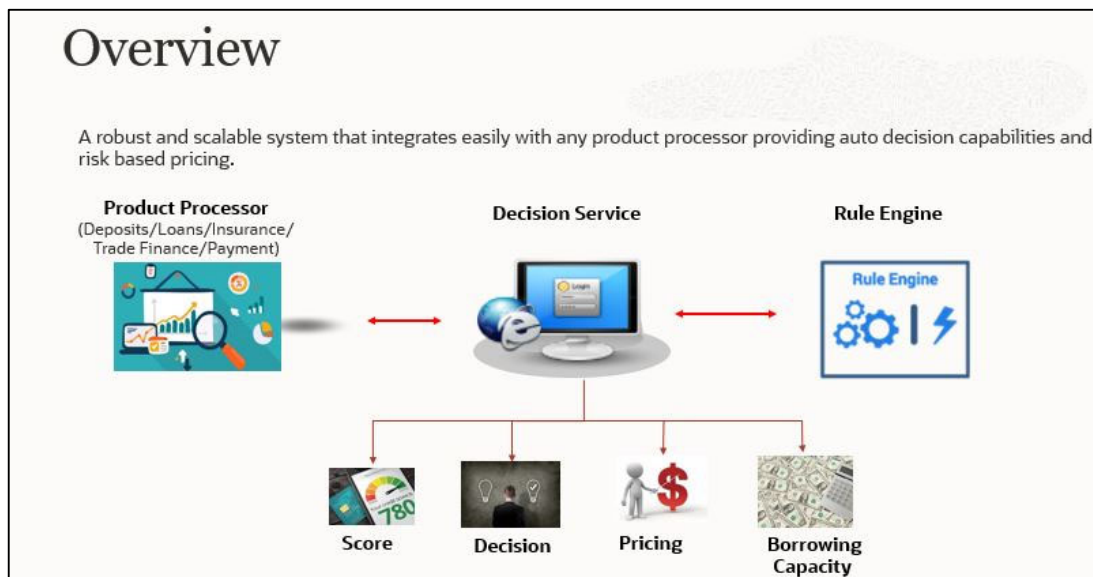 Overview
A robust and scalable system that integrates easily with any product processor providing auto decision capabilities and
risk based pricing.
Product Processor
(Deposits/Loans/Insurance/
Trade Finance/Payment)
Decision Service
Rule Engine
Login
Rule Engine
780
Score
Decision
Pricing
Borrowing
Capacity